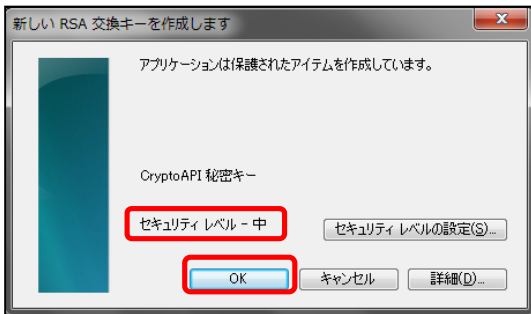 新しい RSA 交換キーを作成します
アプリケーションは保護されたアイテムを作成しています。
CryptoAPI 秘密キー
セキュリティ レベル - 中
セキュリティ レベルの設定(S)...
OK
キャンセル
詳細(D)...